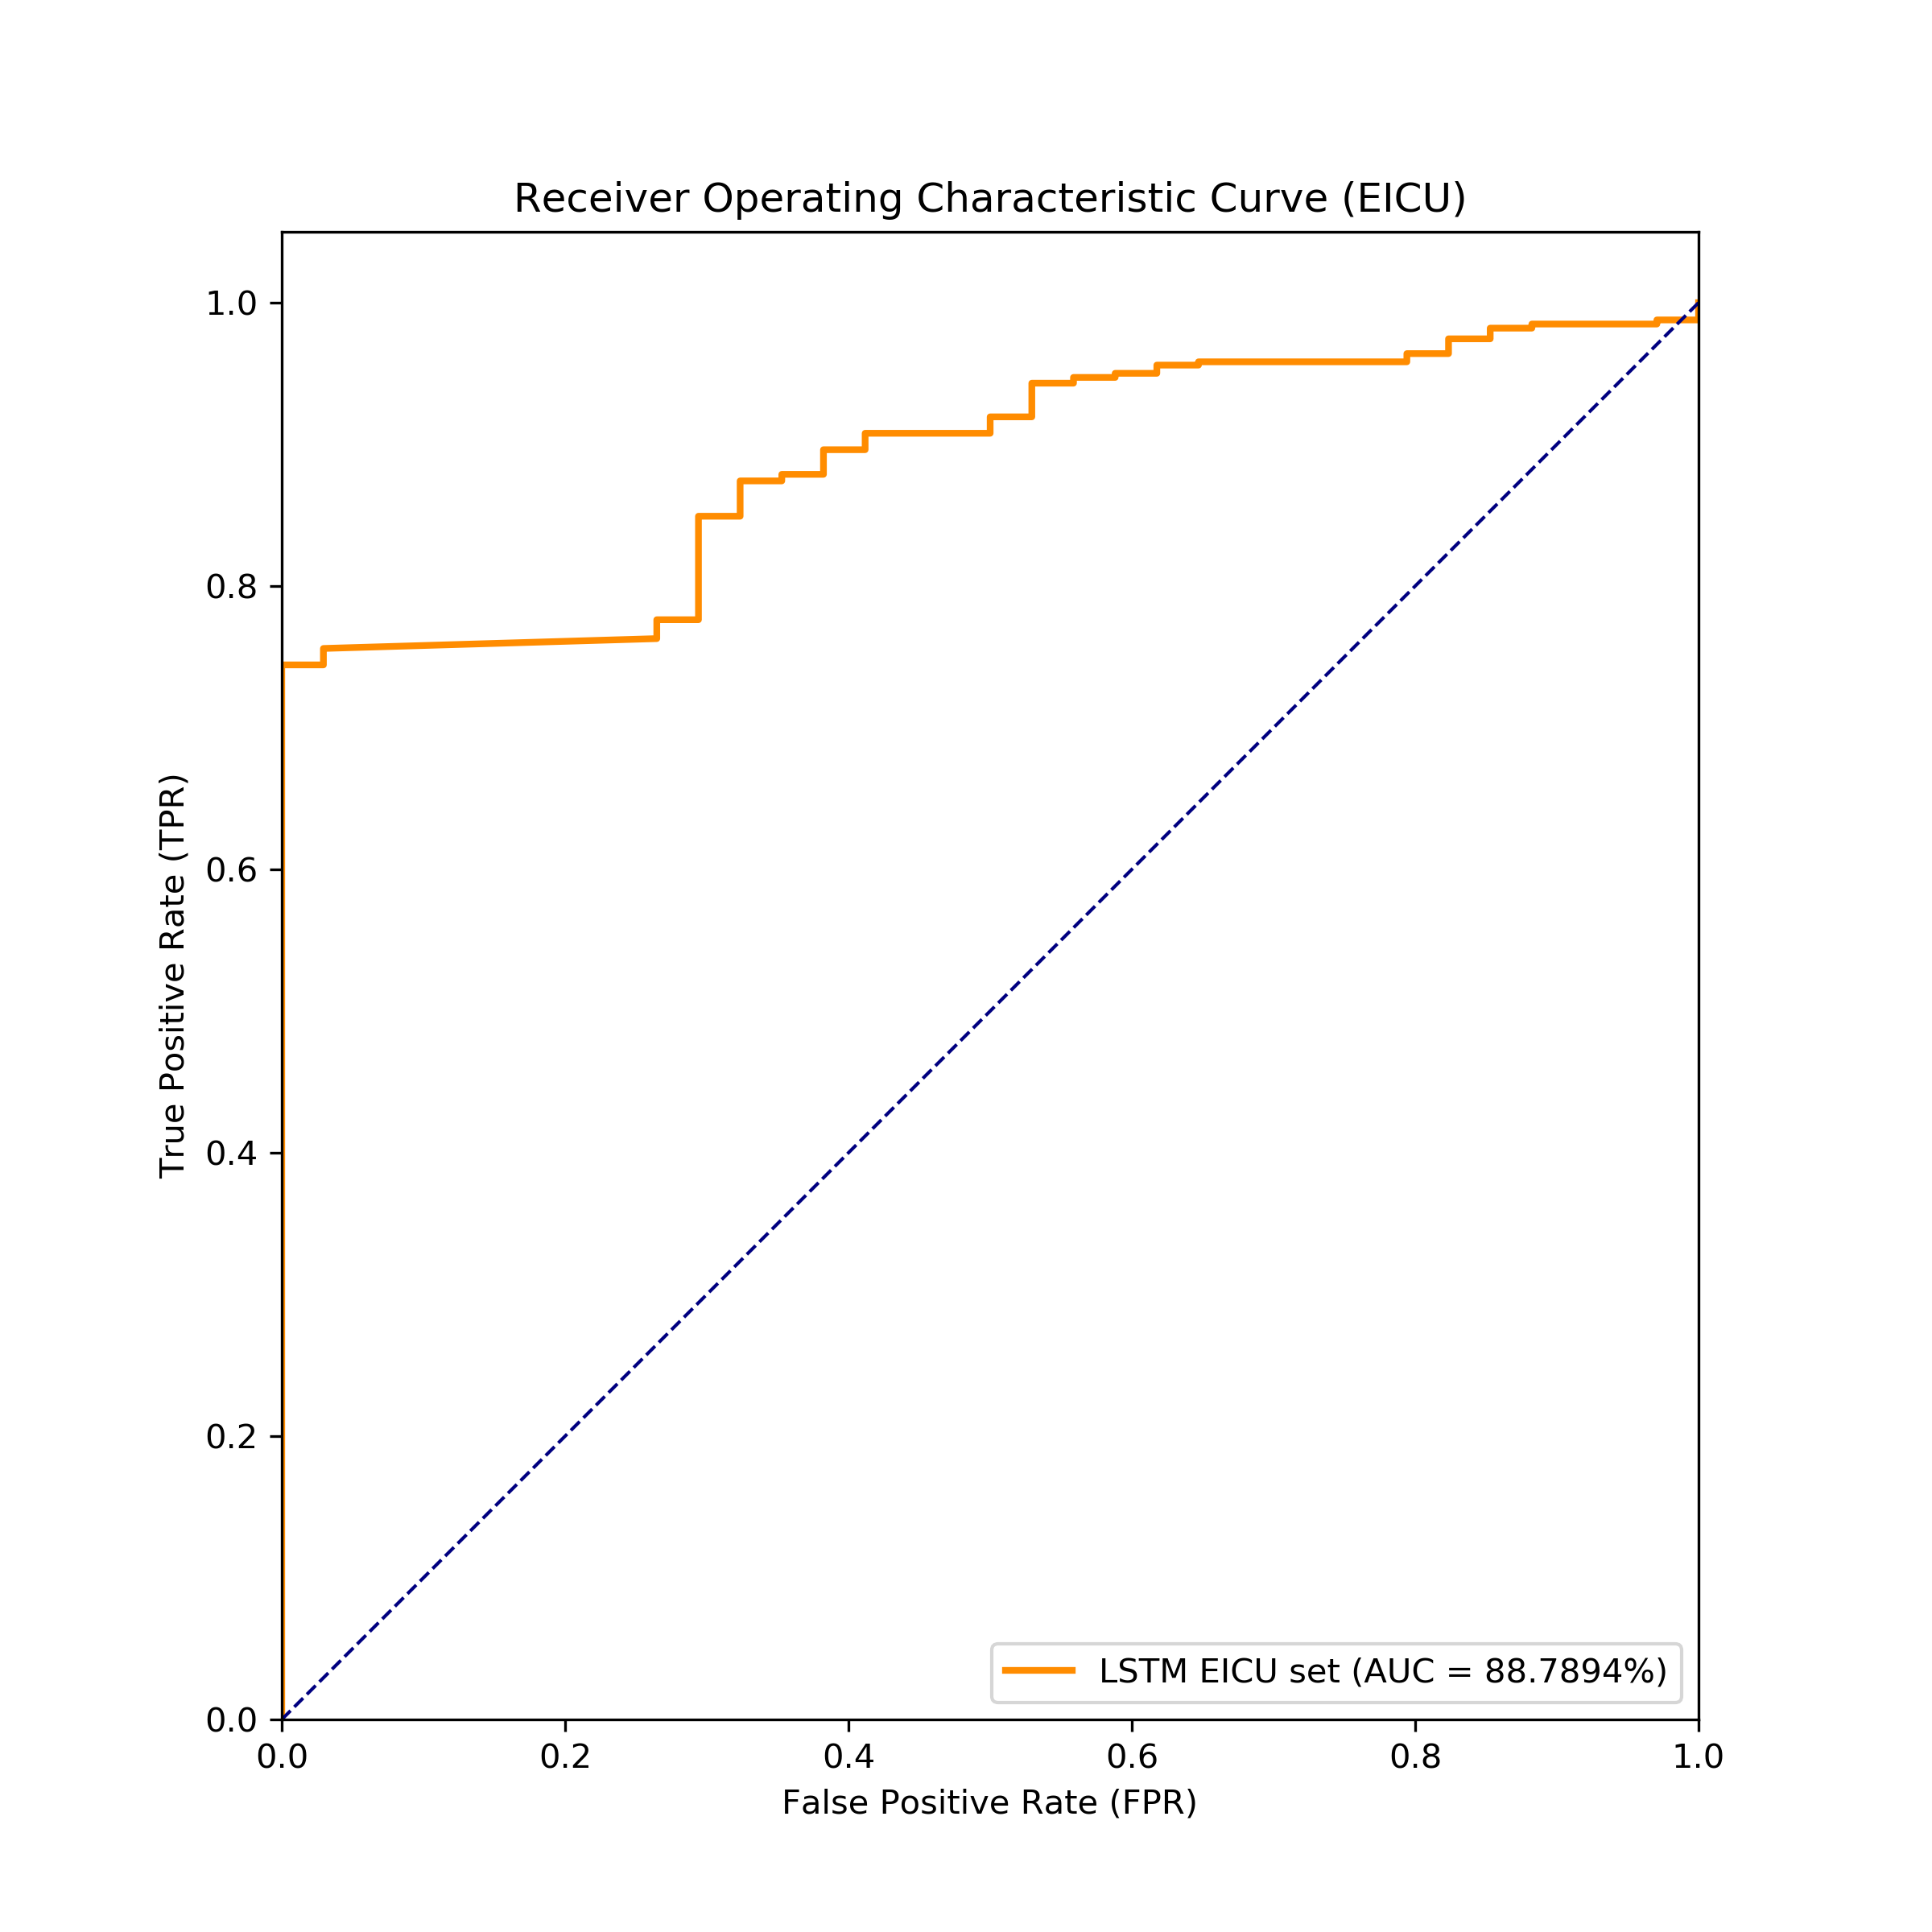 Receiver Operating Characteristic Curve (EICU)
1.0
0.8
0.6
0.4
0.2
0.0
True Positive Rate (TPR)
LSTM EICU set (AUC = 88.7894%)
0.0 0.2 0.4 0.6 0.8 1.0
False Positive Rate (FPR)